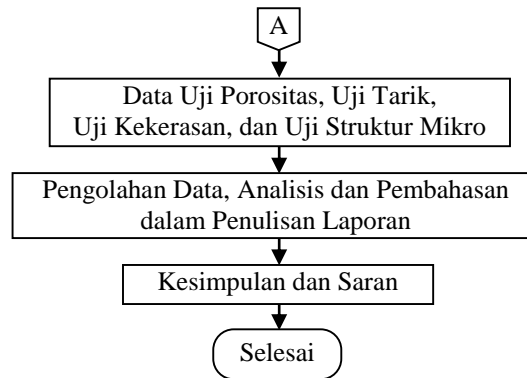 A
Data Uji Porositas, Uji Tarik,
Uji Kekerasan, dan Uji Struktur Mikro
Pengolahan Data, Analisis dan Pembahasan
dalam Penulisan Laporan
Kesimpulan dan Saran
Selesai